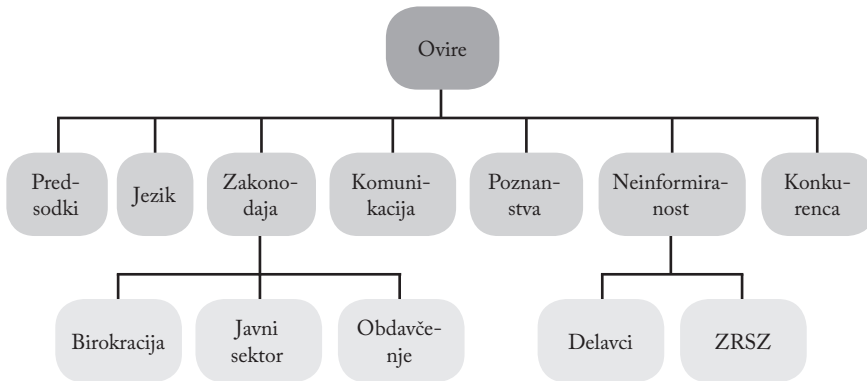 Ovire
Pred-
sodki
Jezik
Zakono-
daja
Komuni-
kacija
Poznan-
stva
Neinformira-
nost
Konku-
renca
Birokracija
Javni
sektor
Obdavče-
nje
Delavci
ZRSZ